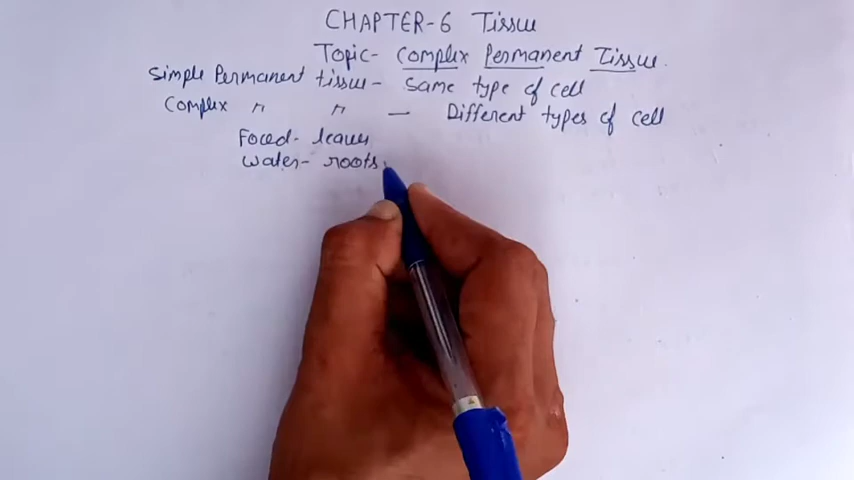 CHAPTER-6 Tissue
Topic- Complex Permanent Tissue.
Simple Permanent tissue- Same type of cell
Complex " " - Different types of cell
Food- leaves
Water- roots